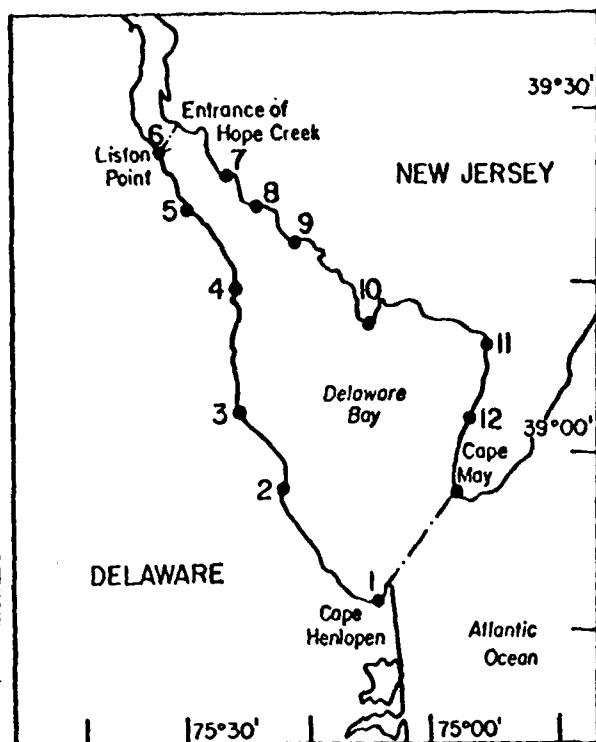 39°30'
Entrance of
Hope Creek
6
Liston
Point
7
NEW JERSEY
8
5
9
4
10
11
Delaware
Bay
3
12
39°00'
Cape
May
2
DELAWARE
1
Cape
Henlopen
Atlantic
Ocean
75°30'
75°00'